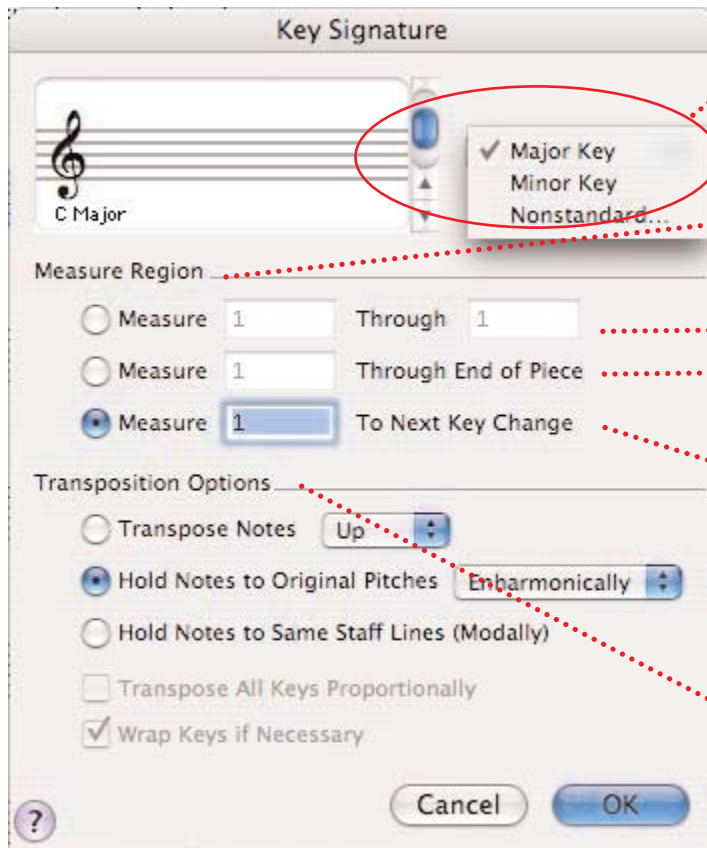 Key Signature
C Major
Major Key
Minor Key
Nonstandard...
Measure Region
Measure 1 Through 1
Measure 1 Through End of Piece
Measure 1 To Next Key Change
Transposition Options
Transpose Notes Up
Hold Notes to Original Pitches Enharmonically
Hold Notes to Same Staff Lines (Modally)
Transpose All Keys Proportionally
Wrap Keys if Necessary
? Cancel OK